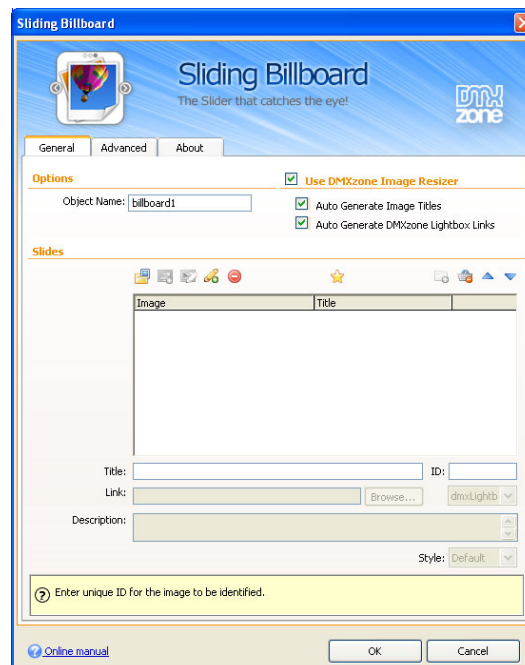 Sliding Billboard
Sliding Billboard
The Slider that catches the eye!
DMX
zone
General Advanced About
Options
Use DMXzone Image Resizer
Object Name: billboard1
Auto Generate Image Titles
Auto Generate DMXzone Lightbox Links
Slides
Image Title
Title: ID:
Link: Browse... dmxLightb
Description:
Style: Default
Enter unique ID for the image to be identified.
Online manual OK Cancel